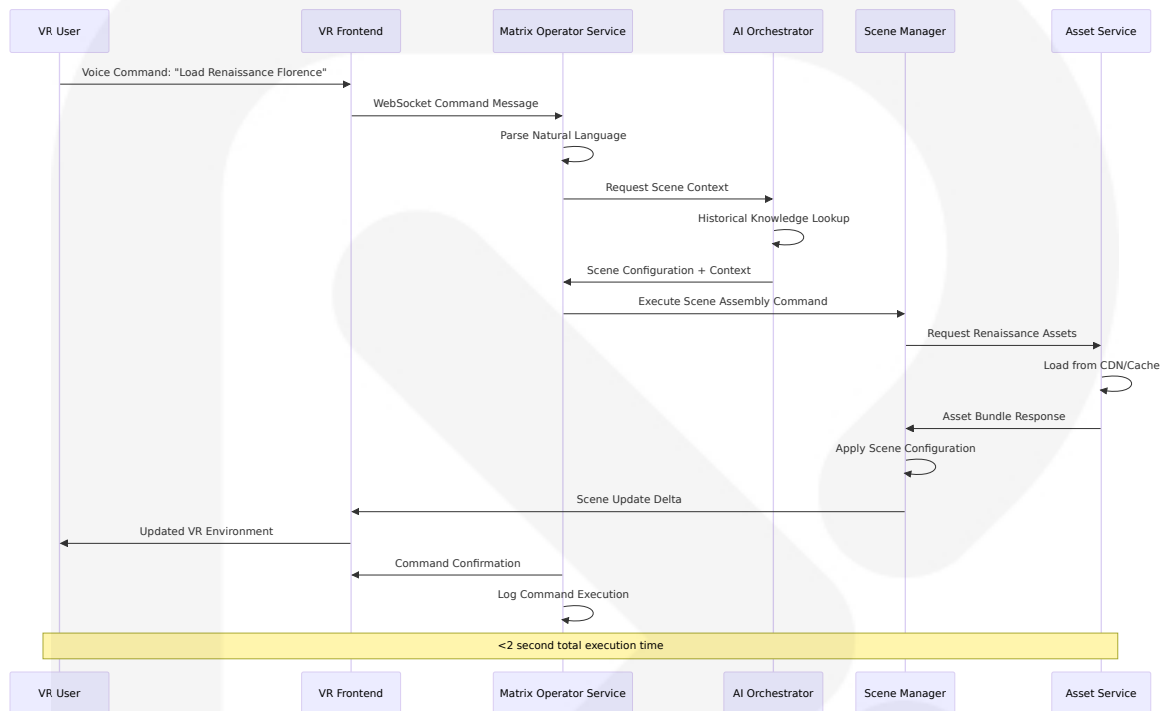 VR User
VR Frontend
Matrix Operator Service
AI Orchestrator
Scene Manager
Asset Service
Voice Command: "Load Renaissance Florence"
WebSocket Command Message
Parse Natural Language
Request Scene Context
Historical Knowledge Lookup
Scene Configuration + Context
Execute Scene Assembly Command
Request Renaissance Assets
Load from CDN/Cache
Asset Bundle Response
Apply Scene Configuration
Scene Update Delta
Updated VR Environment
Command Confirmation
Log Command Execution
<2 second total execution time
VR User
VR Frontend
Matrix Operator Service
AI Orchestrator
Scene Manager
Asset Service